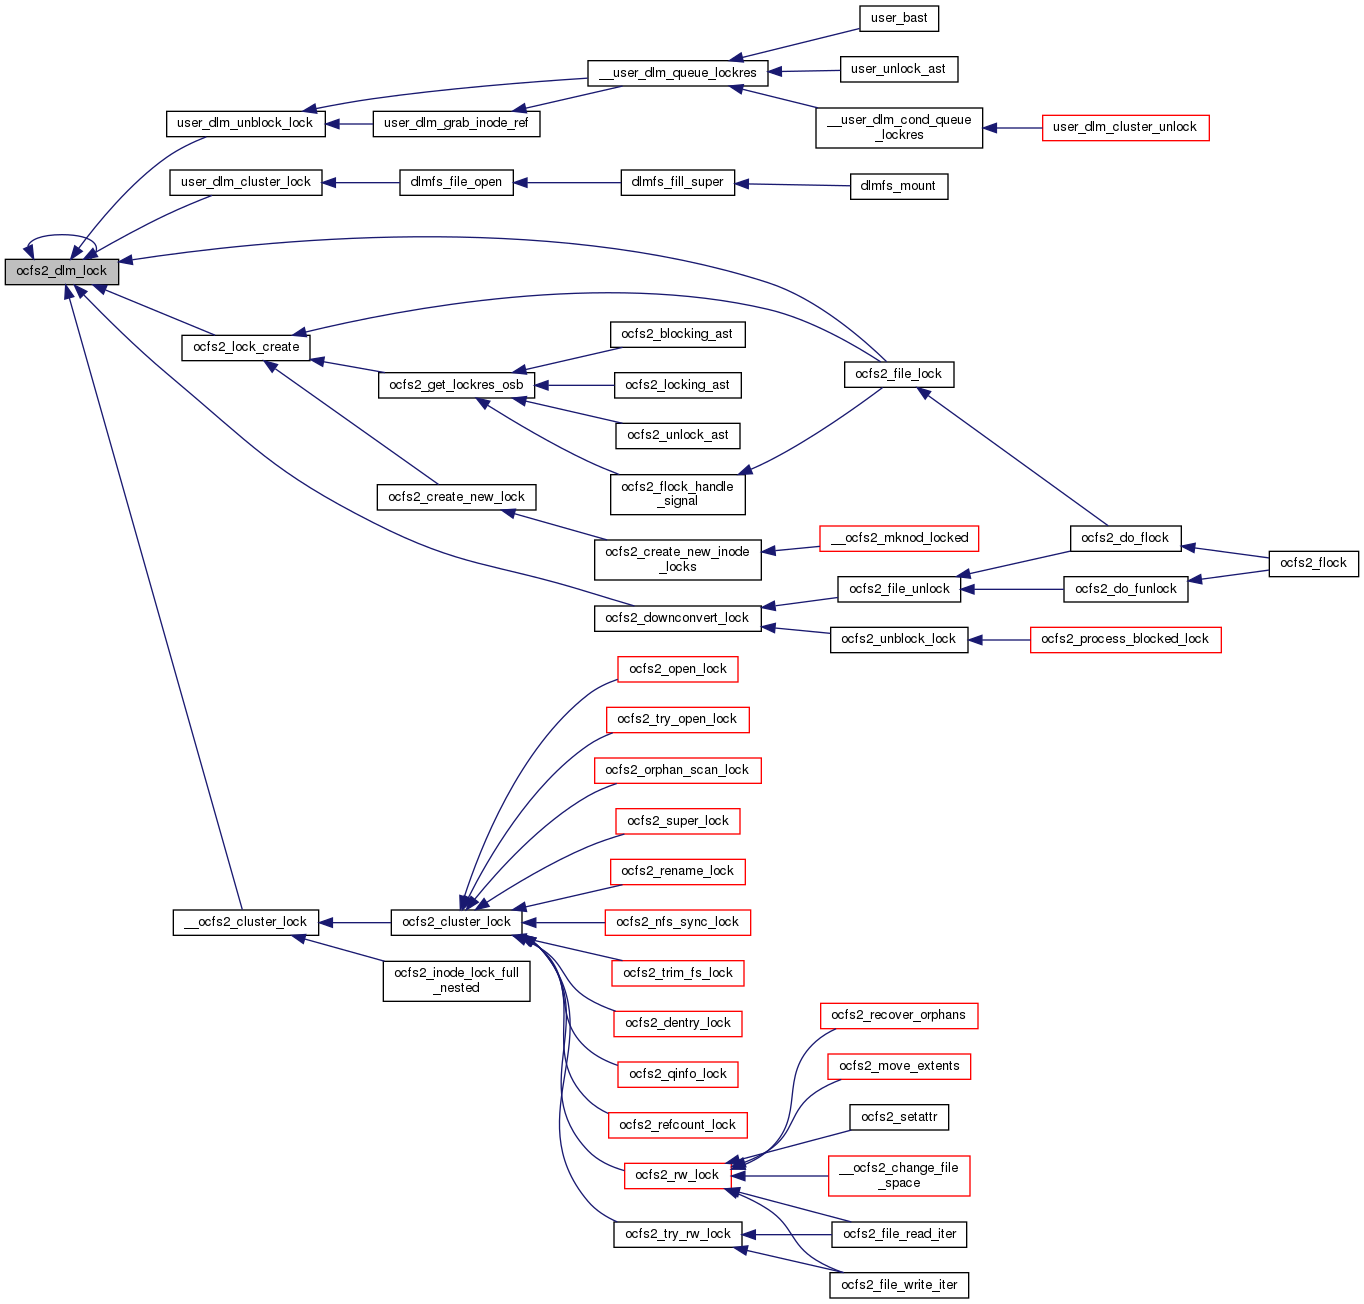 user_bast
user_unlock_ast
__user_dlm_queue_lockres
user_dlm_unblock_lock
user_dlm_grab_inode_ref
__user_dlm_cond_queue
_lockres
user_dlm_cluster_unlock
user_dlm_cluster_lock
dlmfs_file_open
dlmfs_fill_super
dlmfs_mount
ocfs2_dlm_lock
ocfs2_lock_create
ocfs2_blocking_ast
ocfs2_get_lockres_osb
ocfs2_locking_ast
ocfs2_file_lock
ocfs2_unlock_ast
ocfs2_create_new_lock
ocfs2_flock_handle
_signal
ocfs2_create_new_inode
_locks
__ocfs2_mknod_locked
ocfs2_do_flock
ocfs2_flock
ocfs2_file_unlock
ocfs2_do_funlock
ocfs2_downconvert_lock
ocfs2_unblock_lock
ocfs2_process_blocked_lock
ocfs2_open_lock
ocfs2_try_open_lock
ocfs2_orphan_scan_lock
ocfs2_super_lock
ocfs2_rename_lock
__ocfs2_cluster_lock
ocfs2_cluster_lock
ocfs2_nfs_sync_lock
ocfs2_inode_lock_full
_nested
ocfs2_trim_fs_lock
ocfs2_dentry_lock
ocfs2_recover_orphans
ocfs2_qinfo_lock
ocfs2_move_extents
ocfs2_refcount_lock
ocfs2_setattr
ocfs2_rw_lock
__ocfs2_change_file
_space
ocfs2_try_rw_lock
ocfs2_file_read_iter
ocfs2_file_write_iter